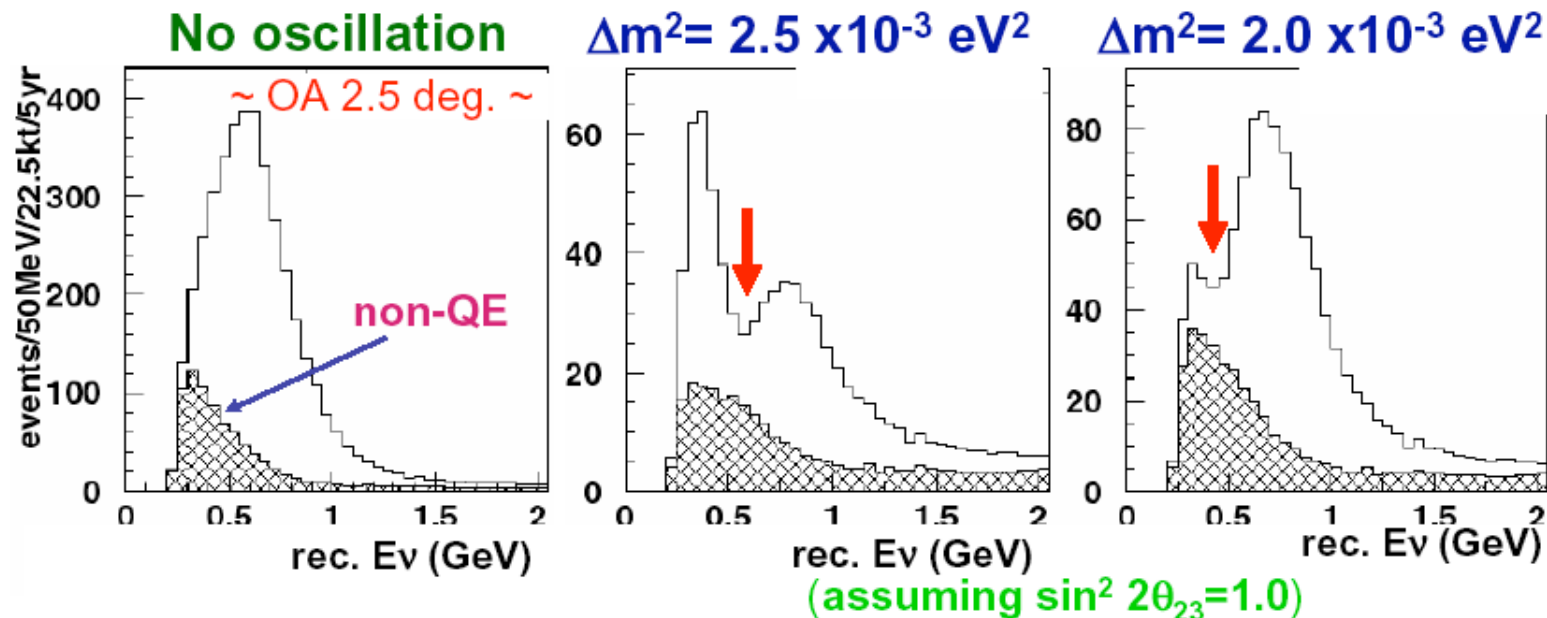 No oscillation
Δm²= 2.5 x10⁻³ eV²
Δm²= 2.0 x10⁻³ eV²
~ OA 2.5 deg. ~
events/50MeV/22.5kt/5yr
400
300
200
100
0
non-QE
0 0.5 1 1.5 2
rec. Eν (GeV)
60
40
20
0
0 0.5 1 1.5 2
rec. Eν (GeV)
80
60
40
20
0
0 0.5 1 1.5 2
rec. Eν (GeV)
(assuming sin² 2θ₂₃=1.0)